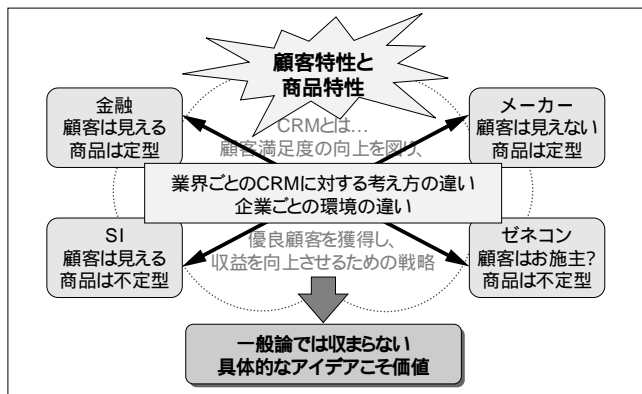 顧客特性と
商品特性
金融
顧客は見える
商品は定型
メーカー
顧客は見えない
商品は定型
CRMとは…
顧客満足度の向上を図り、
業界ごとのCRMに対する考え方の違い
企業ごとの環境の違い
SI
顧客は見える
商品は不定型
優良顧客を獲得し、
収益を向上させるための戦略
ゼネコン
顧客はお施主?
商品は不定型
一般論では収まらない
具体的なアイデアこそ価値